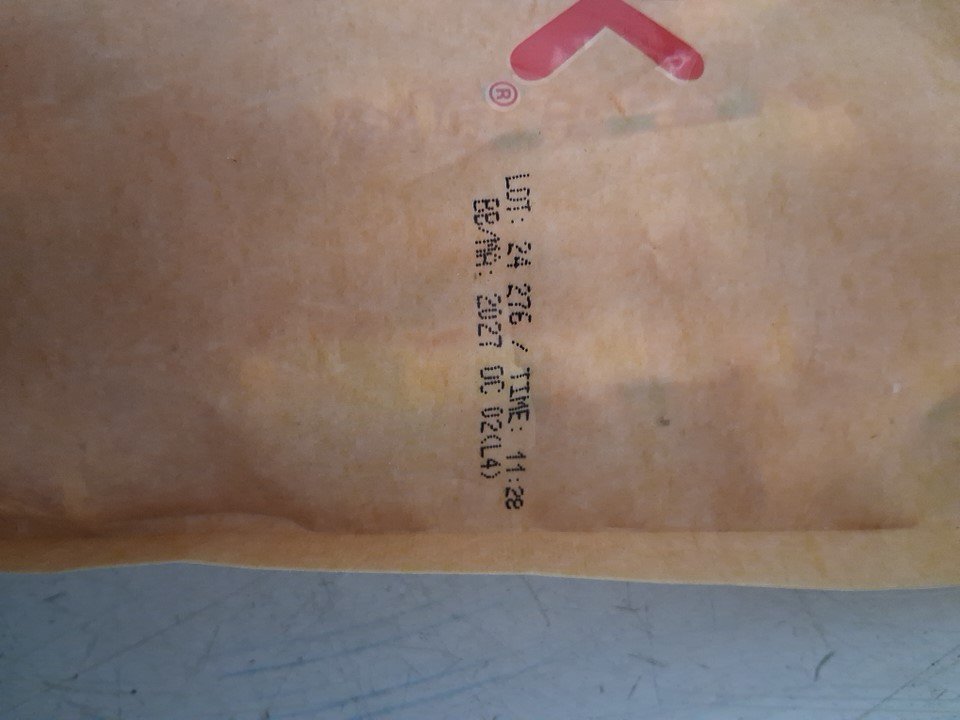 ®
LOT: 24 276 / TIME: 11:28
BB/MA: 2027 OC 02(L4)